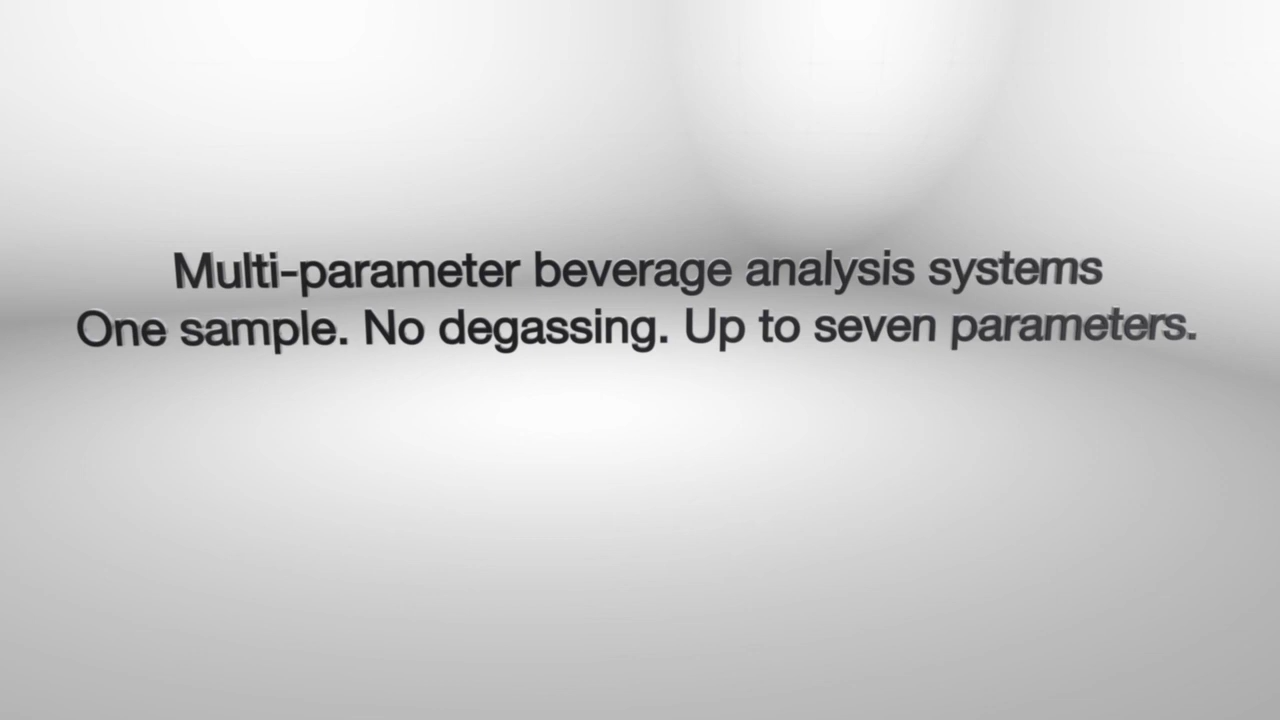 Multi-parameter beverage analysis systems
One sample. No degassing. Up to seven parameters.